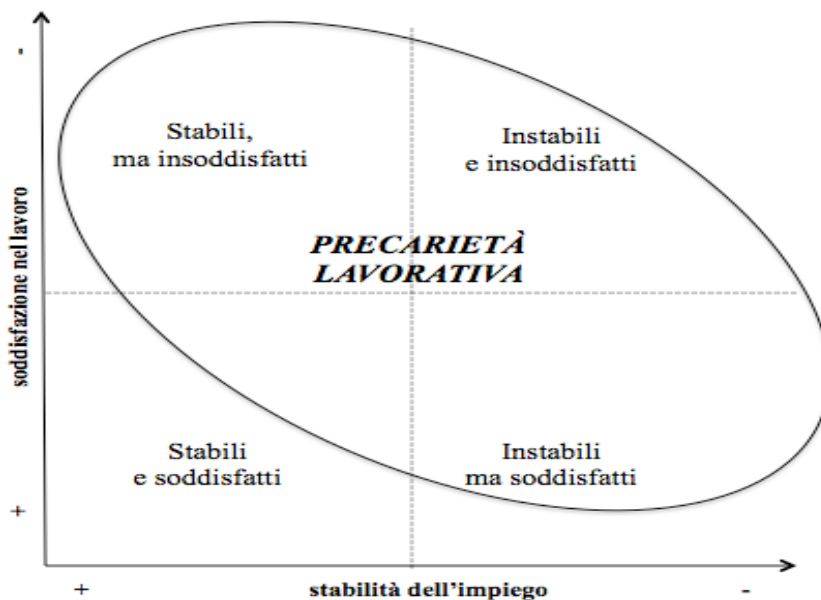 -
Stabili,
ma insoddisfatti
Instabili
e insoddisfatti
PRECARIETÀ
LAVORATIVA
soddisfazione nel lavoro
Stabili
e soddisfatti
Instabili
ma soddisfatti
+
+
stabilità dell'impiego
-